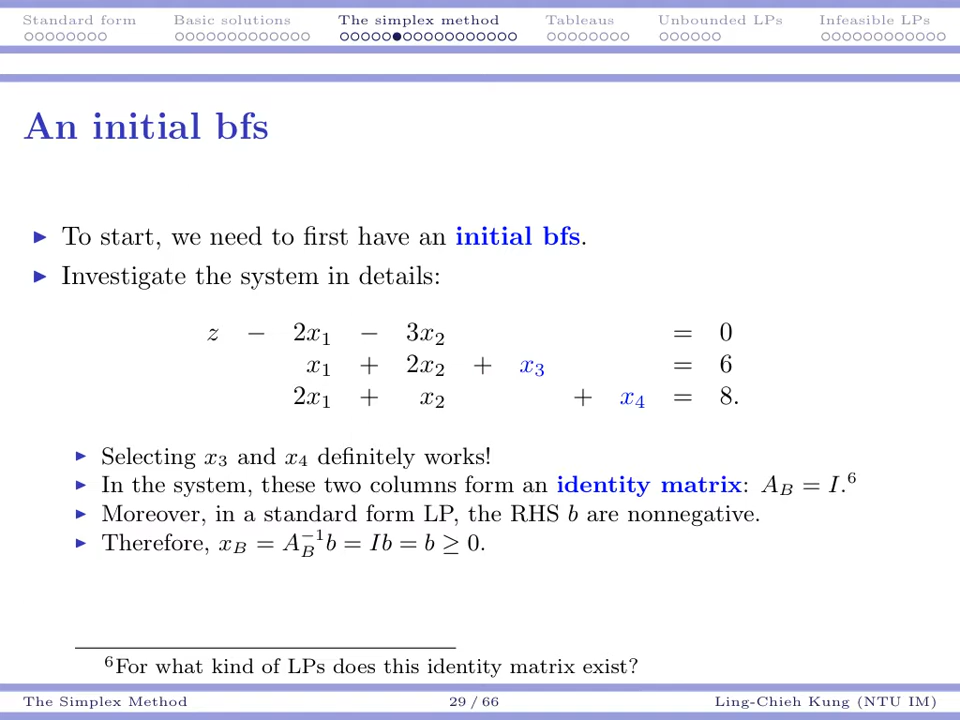 Standard form Basic solutions The simplex method Tableaus Unbounded LPs Infeasible LPs
An initial bfs
▶ To start, we need to first have an initial bfs.
▶ Investigate the system in details:
z − 2x₁ − 3x₂ = 0
x₁ + 2x₂ + x₃ = 6
2x₁ + x₂ + x₄ = 8.
▶ Selecting x₃ and x₄ definitely works!
▶ In the system, these two columns form an identity matrix: A_B = I.⁶
▶ Moreover, in a standard form LP, the RHS b are nonnegative.
▶ Therefore, x_B = A_B⁻¹b = Ib = b ≥ 0.
⁶For what kind of LPs does this identity matrix exist?
The Simplex Method 29 / 66 Ling-Chieh Kung (NTU IM)